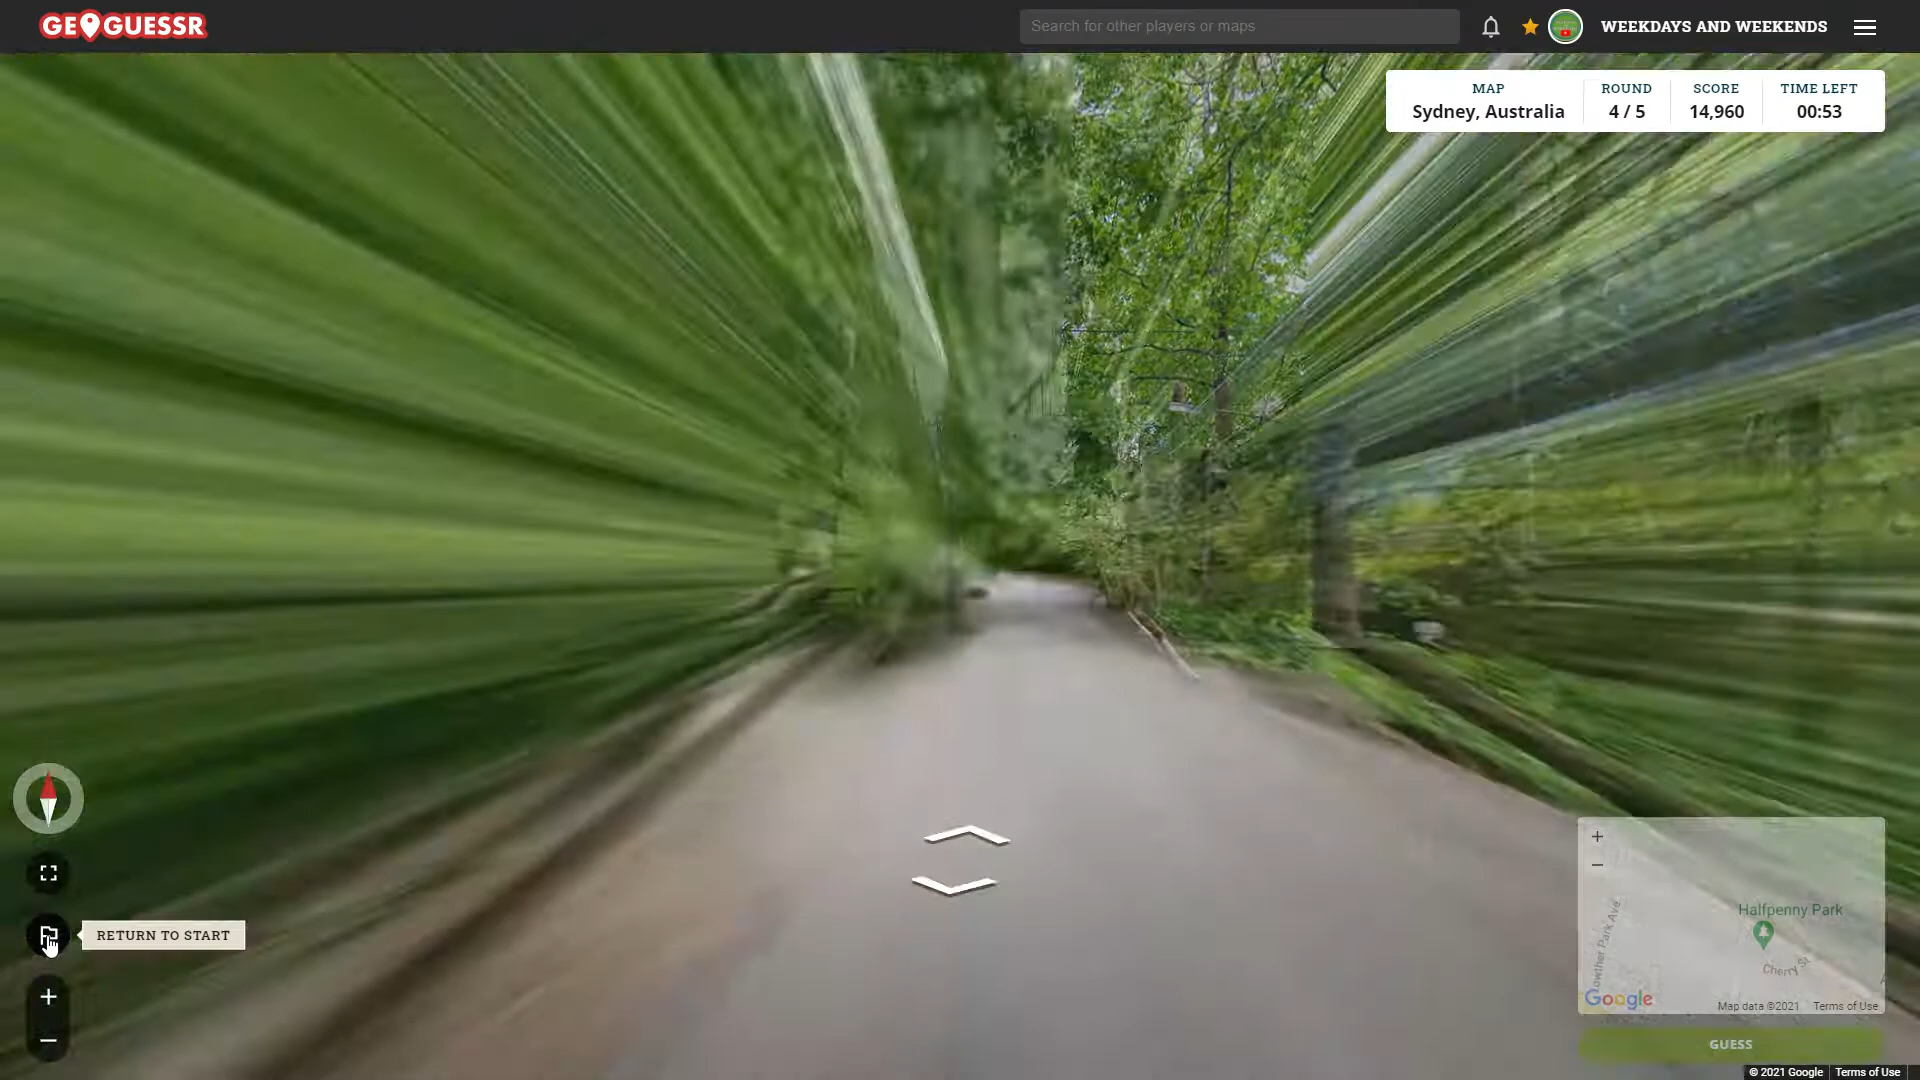 GEOGUESSR
Search for other players or maps
WEEKDAYS AND WEEKENDS
MAP
Sydney, Australia
ROUND
4 / 5
SCORE
14,960
TIME LEFT
00:53
RETURN TO START
+
−
+
−
Halfpenny Park
Cherry St
Park Ave
Google
Map data ©2021
Terms of Use
GUESS
© 2021 Google
Terms of Use